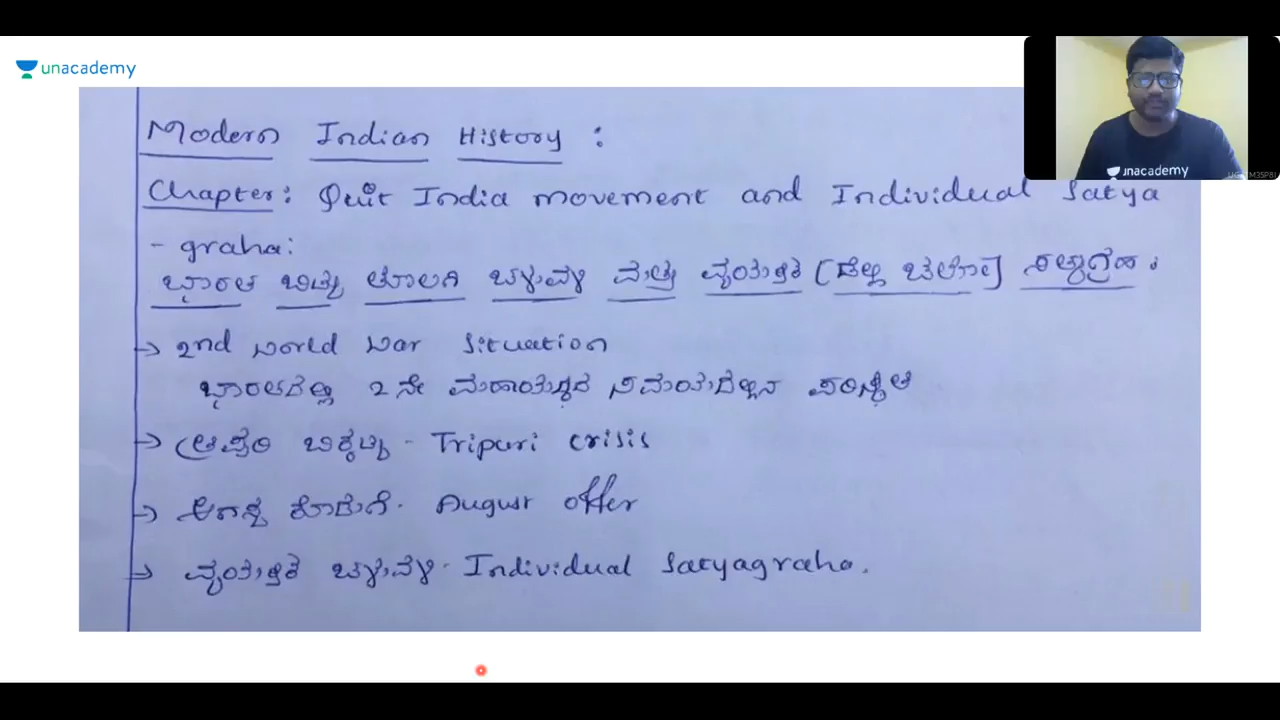 unacademy
unacademy
Modern Indian History :
Chapter: Quit India movement and Individual Satya
- graha:
ಭಾರತ ಬಿಟ್ಟು ತೊಲಗಿ ಚಳುವಳಿ ಮತ್ತು ವೈಯಕ್ತಿಕ [ದೆಲ್ಲಿ ಚಲೋ] ಸತ್ಯಾಗ್ರಹ :
→ 2nd world war situation
ಭಾರತದಲ್ಲಿ 2 ನೇ ಮಹಾಯುದ್ಧದ ಸಮಯದಲ್ಲಿನ ಪರಿಸ್ಥಿತಿ
→ ತ್ರಿಪುರಿ ಬಿಕ್ಕಟ್ಟು - Tripuri crisis
→ ಆಗಸ್ಟ್ ಕೊಡುಗೆ - August offer
→ ವೈಯಕ್ತಿಕ ಚಳುವಳಿ - Individual Satyagraha.